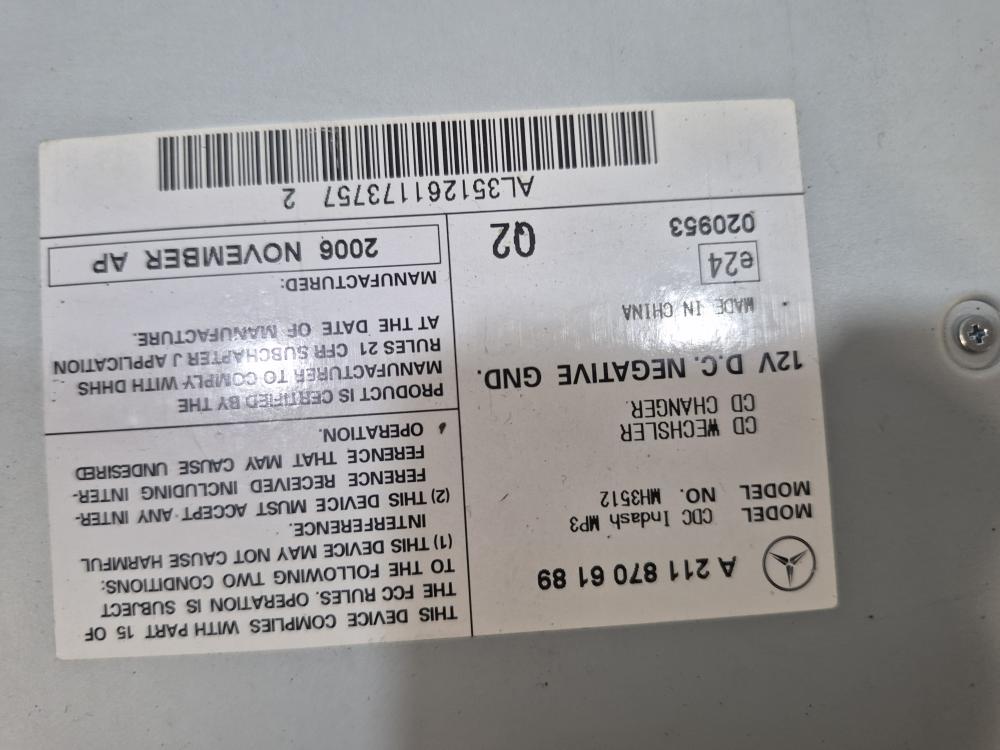 A 211 870 61 89
MODEL CDC Indash MP3
MODEL NO. MH3512
CD WECHSLER
CD CHANGER
12V D.C. NEGATIVE GND.
MADE IN CHINA
e24
020953
Q2
THIS DEVICE COMPLIES WITH PART 15 OF
THE FCC RULES. OPERATION IS SUBJECT
TO THE FOLLOWING TWO CONDITIONS:
(1) THIS DEVICE MAY NOT CAUSE HARMFUL
INTERFERENCE.
(2) THIS DEVICE MUST ACCEPT ANY INTER-
FERENCE RECEIVED INCLUDING INTER-
FERENCE THAT MAY CAUSE UNDESIRED
OPERATION.
PRODUCT IS CERTIFIED BY THE
MANUFACTURER TO COMPLY WITH DHHS
RULES 21 CFR SUBCHAPTER J APPLICATION
AT THE DATE OF MANUFACTURE.
MANUFACTURED:
2006 NOVEMBER AP
AL351261173757 2